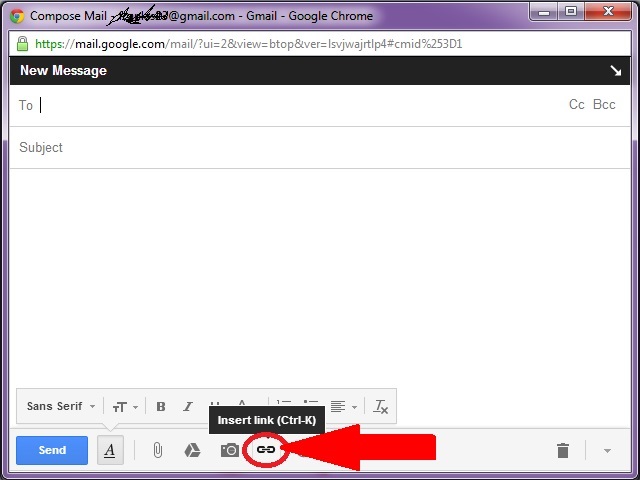 Compose Mail - @gmail.com - Gmail - Google Chrome
https://mail.google.com/mail/?ui=2&view=btop&ver=lsvjwajrtlp4#cmid%253D1
New Message
To Cc Bcc
Subject
Sans Serif TT B I U A
Insert link (Ctrl-K)
Send A